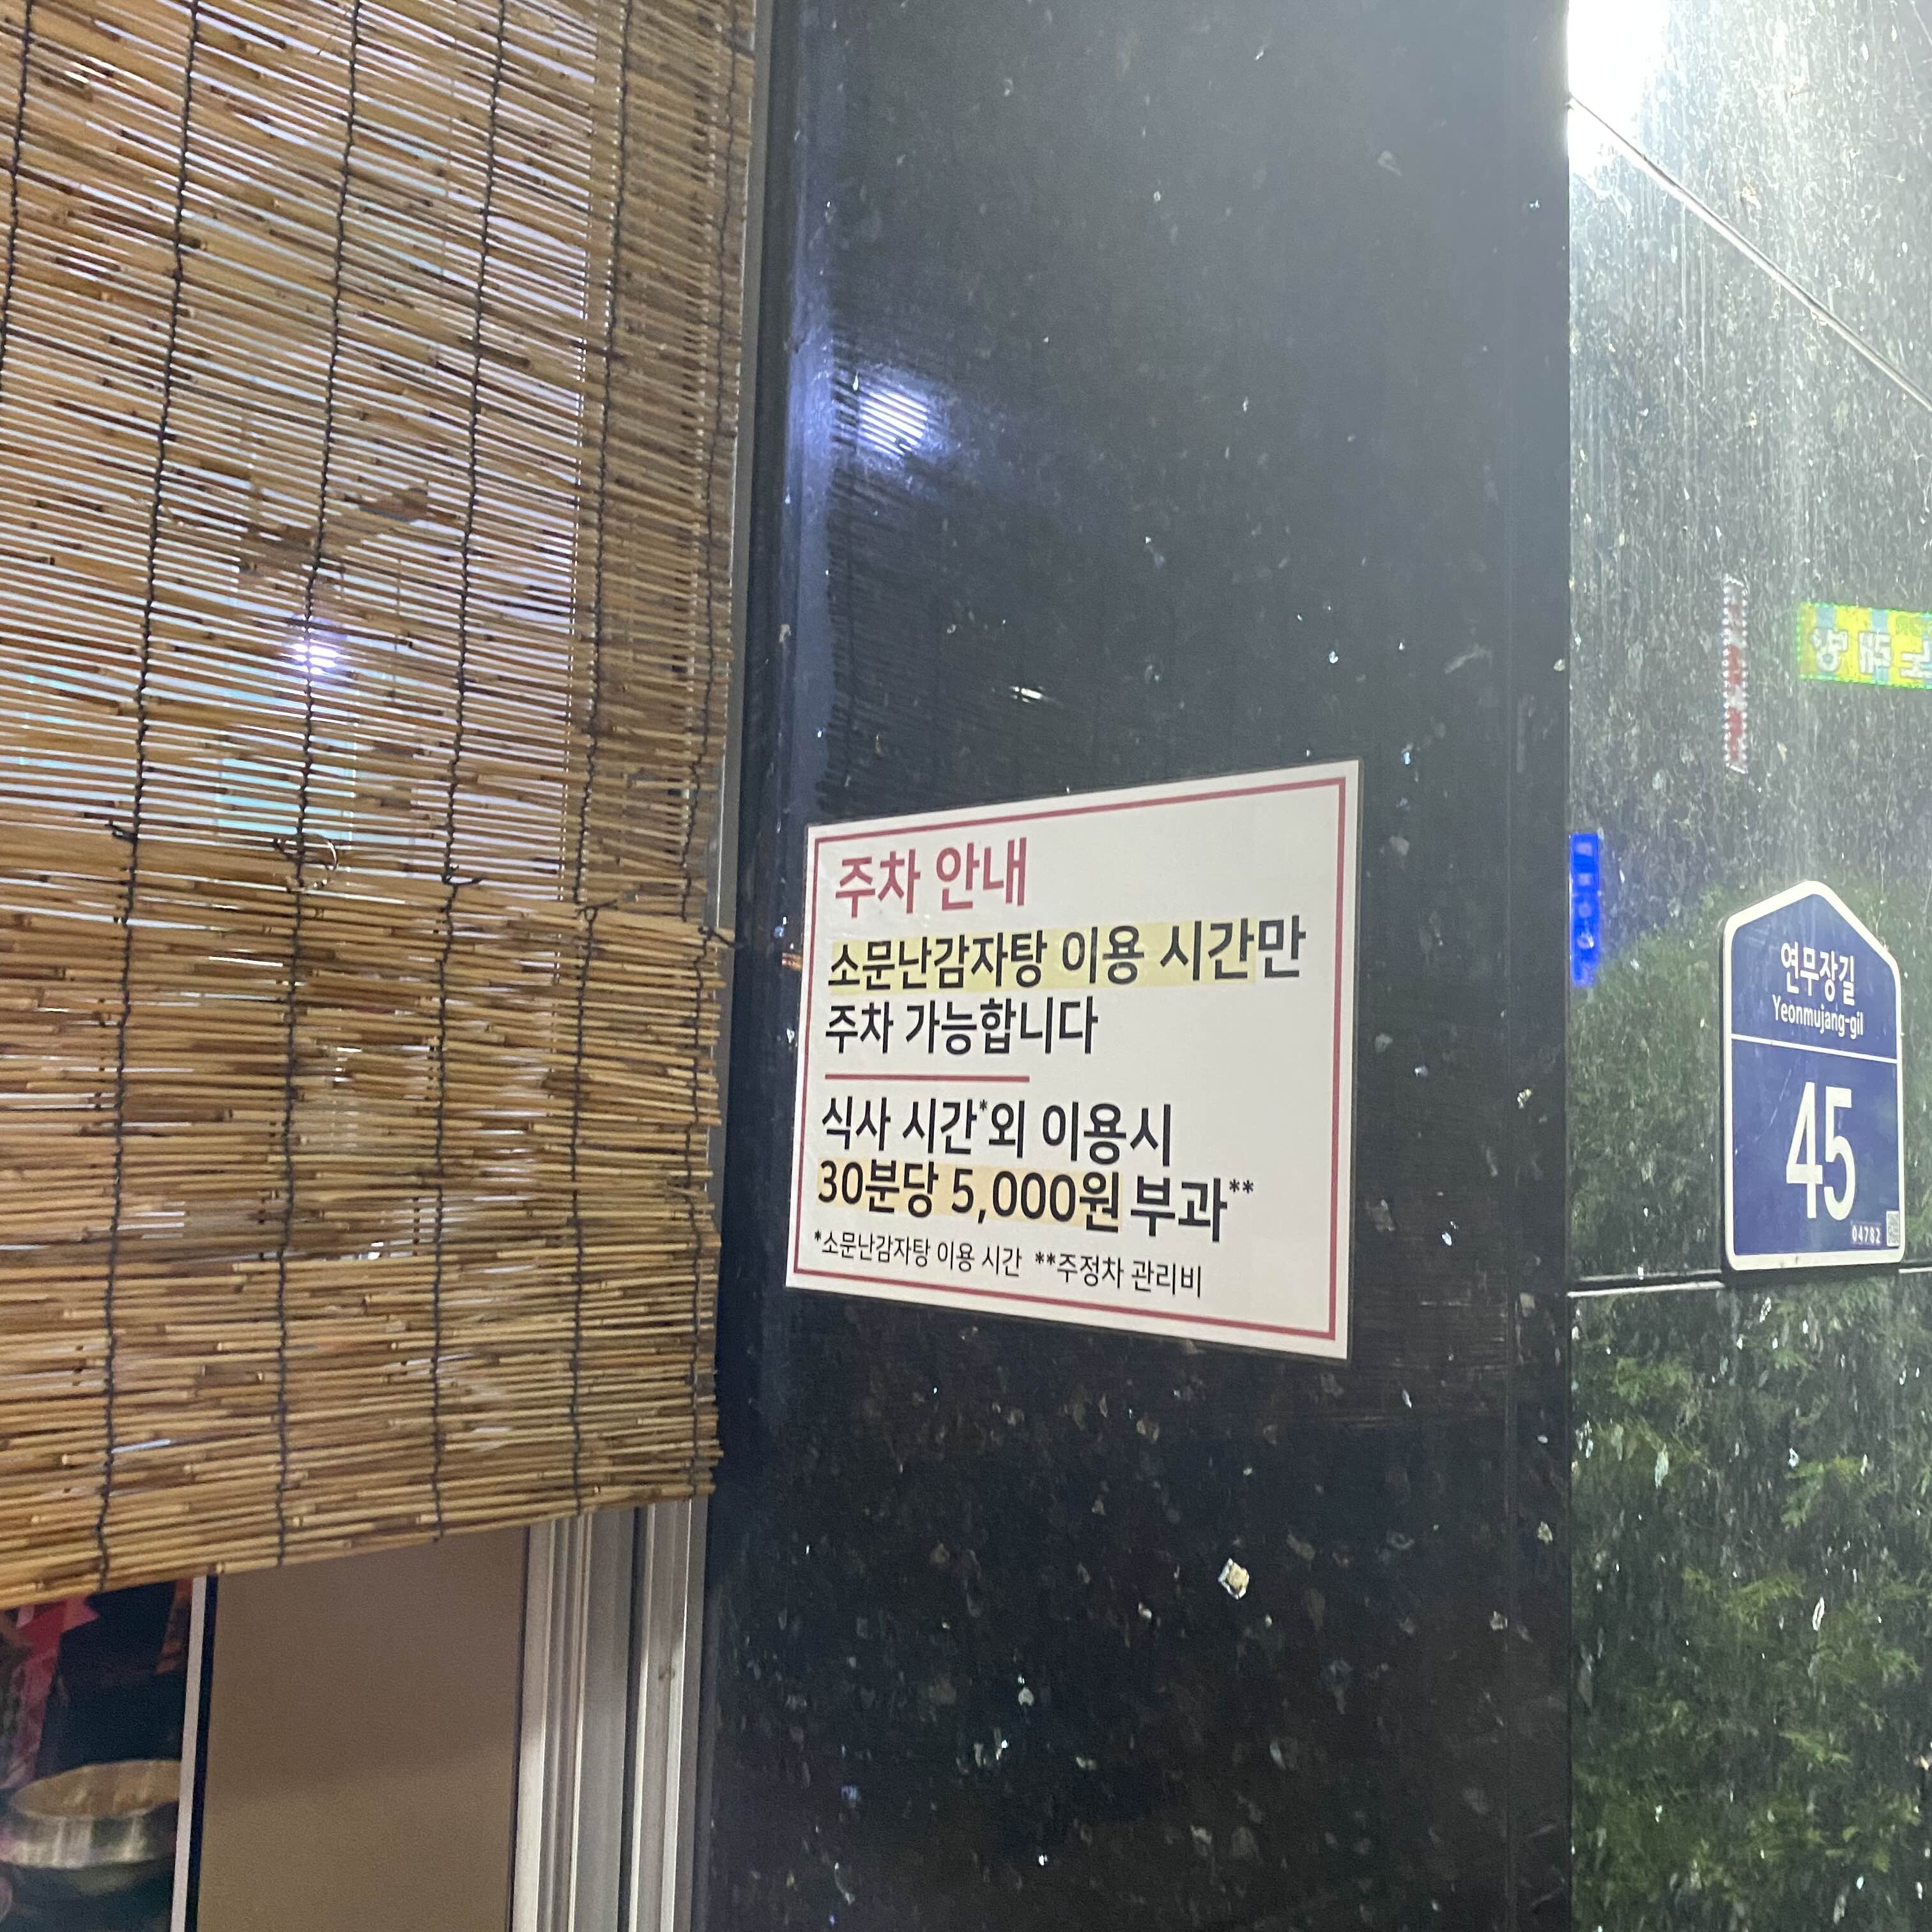 주차 안내
소문난감자탕 이용 시간만
주차 가능합니다
식사 시간*외 이용시
30분당 5,000원 부과**
*소문난감자탕 이용 시간 **주정차 관리비
연무장길
Yeonmujang-gil
45
04782